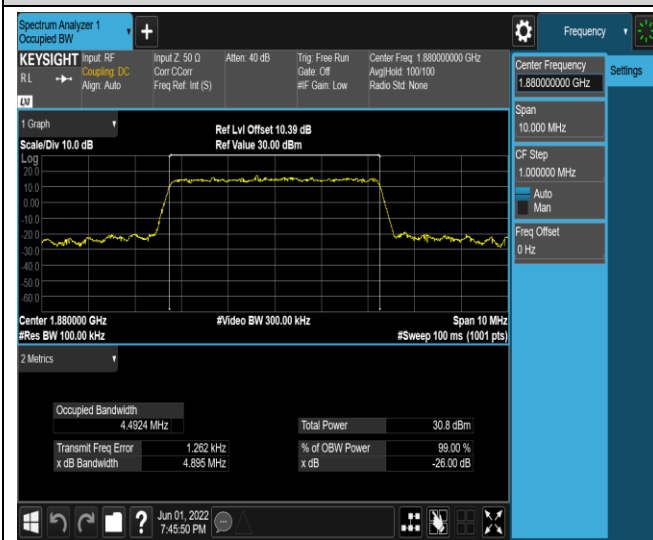 Spectrum Analyzer 1
Occupied BW
+
Frequency
KEYSIGHT
RL
Input: RF
Coupling: DC
Align: Auto
Input Z: 50 Ω
Corr CCorr
Freq Ref: Int (S)
Atten: 40 dB
Trig: Free Run
Gate: Off
#IF Gain: Low
Center Freq: 1.880000000 GHz
Avg|Hold: 100/100
Radio Std: None
LXI
Center Frequency
1.880000000 GHz
Settings
Span
10.000 MHz
CF Step
1.000000 MHz
Auto
Man
Freq Offset
0 Hz
1 Graph
Scale/Div 10.0 dB
Ref Lvl Offset 10.39 dB
Ref Value 30.00 dBm
Log
20.0
10.0
0.00
-10.0
-20.0
-30.0
-50.0
-60.0
Center 1.880000 GHz
#Res BW 100.00 kHz
#Video BW 300.00 kHz
Span 10 MHz
#Sweep 100 ms (1001 pts)
2 Metrics
Occupied Bandwidth
4.4924 MHz
Total Power 30.8 dBm
Transmit Freq Error 1.262 kHz
% of OBW Power 99.00 %
x dB Bandwidth 4.895 MHz
x dB -26.00 dB
?
Jun 01, 2022
7:45:50 PM